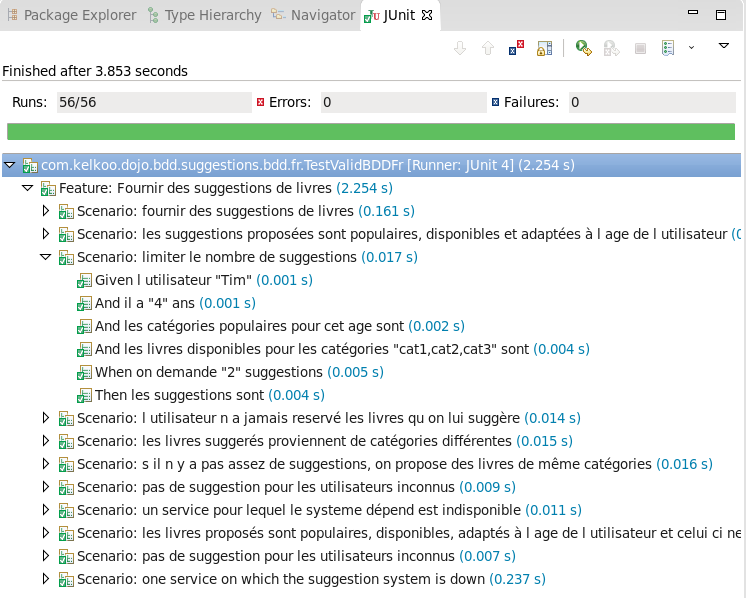 Package Explorer Type Hierarchy Navigator JUnit
Finished after 3.853 seconds
Runs: 56/56 Errors: 0 Failures: 0
com.kelkoo.dojo.bdd.suggestions.bdd.fr.TestValidBDDFr [Runner: JUnit 4] (2.254 s)
Feature: Fournir des suggestions de livres (2.254 s)
Scenario: fournir des suggestions de livres (0.161 s)
Scenario: les suggestions proposées sont populaires, disponibles et adaptées à l age de l utilisateur (0
Scenario: limiter le nombre de suggestions (0.017 s)
Given l utilisateur "Tim" (0.001 s)
And il a "4" ans (0.001 s)
And les catégories populaires pour cet age sont (0.002 s)
And les livres disponibles pour les catégories "cat1,cat2,cat3" sont (0.004 s)
When on demande "2" suggestions (0.005 s)
Then les suggestions sont (0.004 s)
Scenario: l utilisateur n a jamais reservé les livres qu on lui suggère (0.014 s)
Scenario: les livres suggerés proviennent de catégories différentes (0.015 s)
Scenario: s il n y a pas assez de suggestions, on propose des livres de même catégories (0.016 s)
Scenario: pas de suggestion pour les utilisateurs inconnus (0.009 s)
Scenario: un service pour lequel le systeme dépend est indisponible (0.011 s)
Scenario: les livres proposés sont populaires, disponibles, adaptés à l age de l utilisateur et celui ci ne
Scenario: pas de suggestion pour les utilisateurs inconnus (0.007 s)
Scenario: one service on which the suggestion system is down (0.237 s)